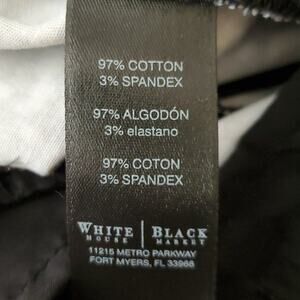 97% COTTON
3% SPANDEX
97% ALGODÓN
3% elastano
97% COTON
3% SPANDEX
WHITE | BLACK
HOUSE | MARKET
11215 METRO PARKWAY
FORT MYERS, FL 33966